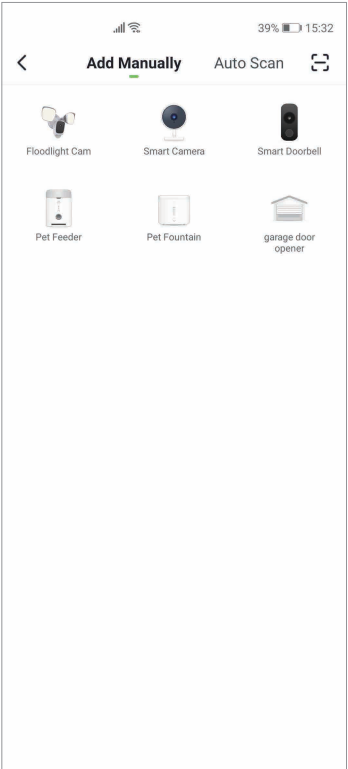 39% 15:32
Add Manually Auto Scan
Floodlight Cam Smart Camera Smart Doorbell
Pet Feeder Pet Fountain garage door
opener